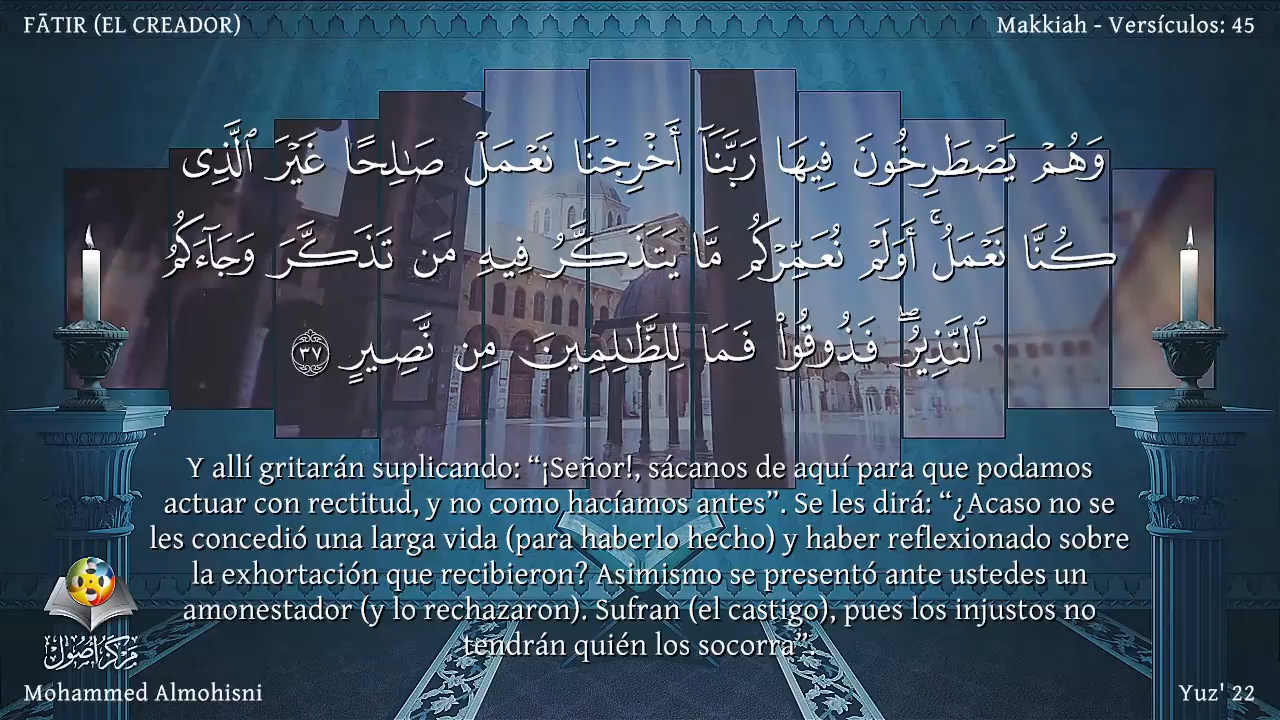 FĀTIR (EL CREADOR)
Makkiah - Versículos: 45
وَهُمْ يَصْطَرِخُونَ فِيهَا رَبَّنَآ أَخْرِجْنَا نَعْمَلْ صَٰلِحًا غَيْرَ ٱلَّذِى
كُنَّا نَعْمَلُ ۚ أَوَلَمْ نُعَمِّرْكُم مَّا يَتَذَكَّرُ فِيهِ مَن تَذَكَّرَ وَجَآءَكُمُ
ٱلنَّذِيرُ ۖ فَذُوقُوا۟ فَمَا لِلظَّٰلِمِينَ مِن نَّصِيرٍ ٣٧
Y allí gritarán suplicando: “¡Señor!, sácanos de aquí para que podamos
actuar con rectitud, y no como hacíamos antes”. Se les dirá: “¿Acaso no se
les concedió una larga vida (para haberlo hecho) y haber reflexionado sobre
la exhortación que recibieron? Asimismo se presentó ante ustedes un
amonestador (y lo rechazaron). Sufran (el castigo), pues los injustos no
tendrán quién los socorra”.
مركز أصول
Mohammed Almohisni
Yuz' 22